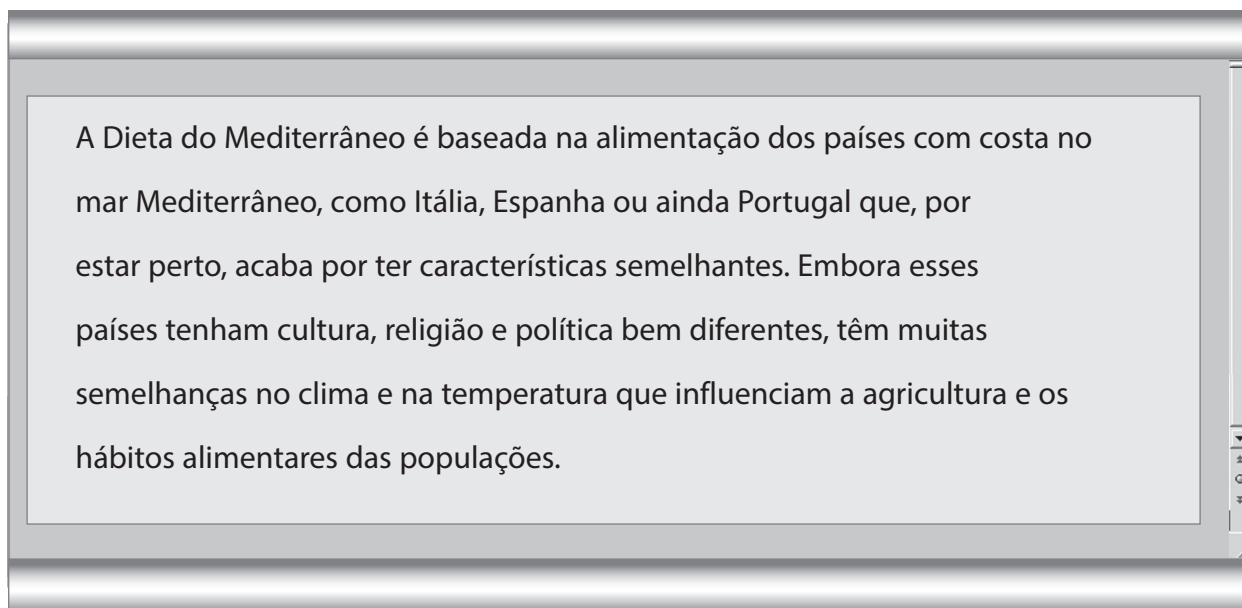 A Dieta do Mediterrâneo é baseada na alimentação dos países com costa no
mar Mediterrâneo, como Itália, Espanha ou ainda Portugal que, por
estar perto, acaba por ter características semelhantes. Embora esses
países tenham cultura, religião e política bem diferentes, têm muitas
semelhanças no clima e na temperatura que influenciam a agricultura e os
hábitos alimentares das populações.